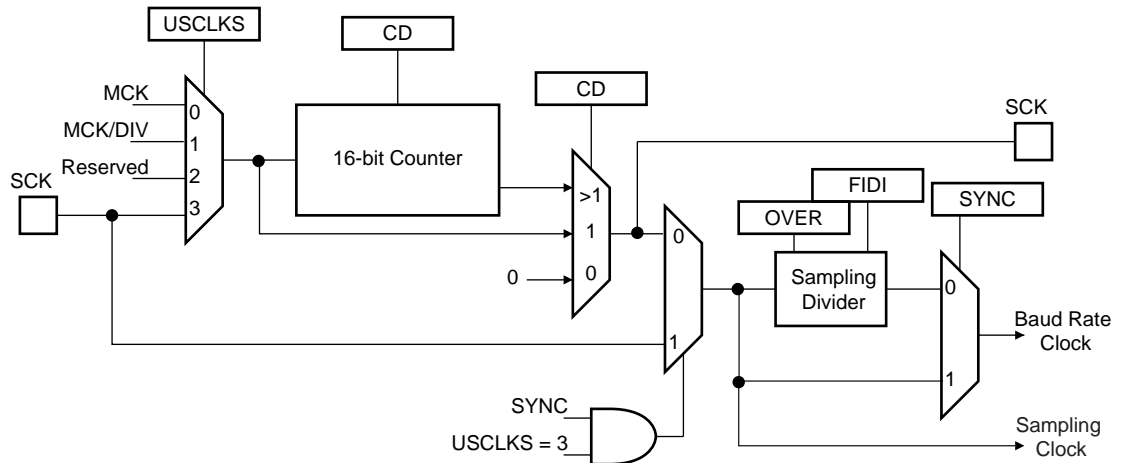 USCLKS
CD
MCK
0
MCK/DIV
1
Reserved
2
SCK
3
16-bit Counter
CD
>1
1
0
0
SCK
0
1
FIDI
OVER
SYNC
Sampling
Divider
0
1
Baud Rate
Clock
SYNC
USCLKS = 3
Sampling
Clock